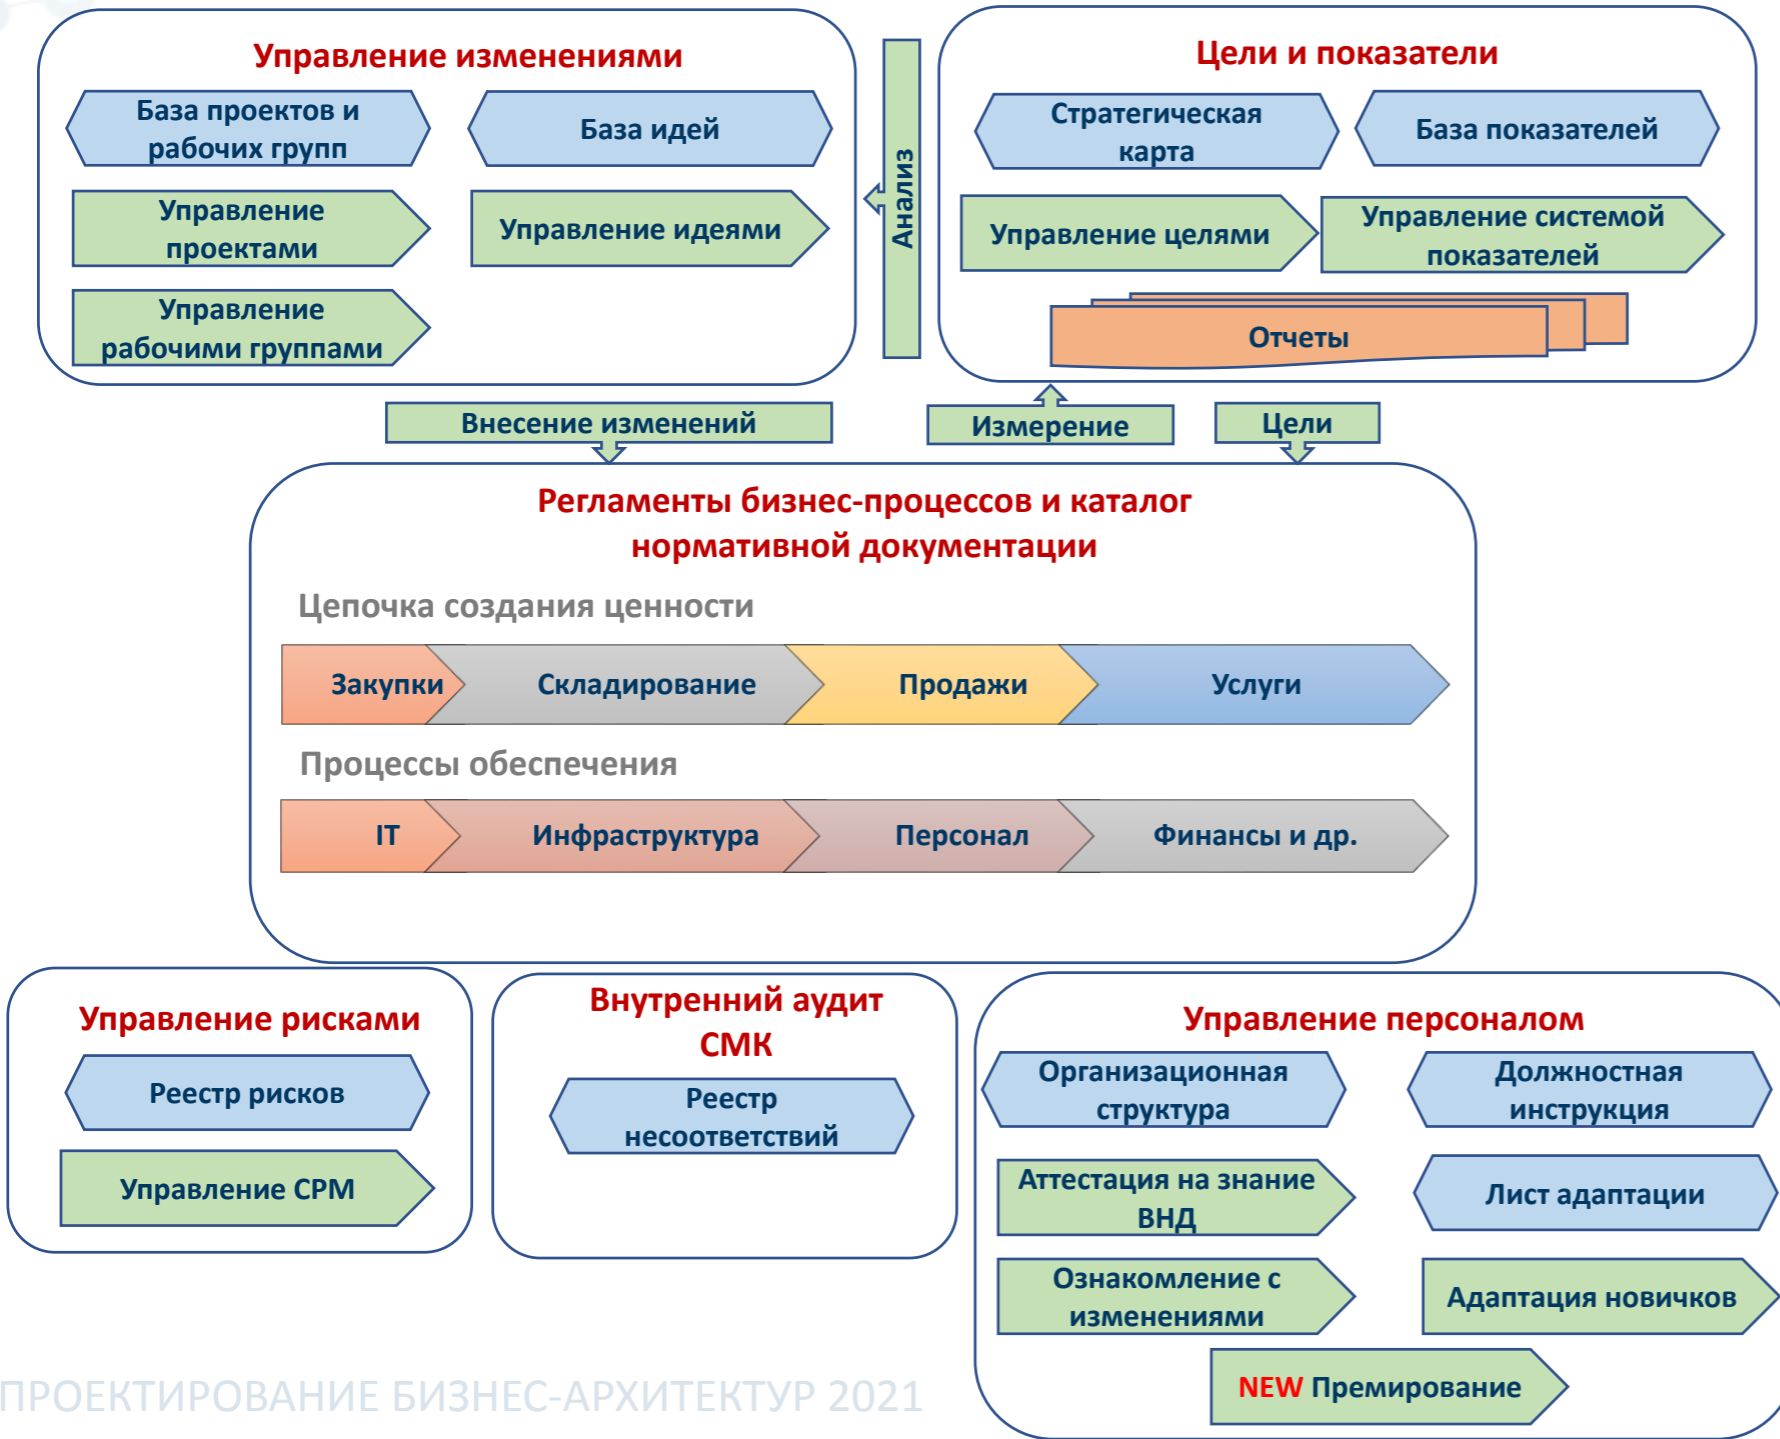 Управление изменениями
База проектов и
рабочих групп
База идей
Управление
проектами
Управление идеями
Управление
рабочими группами
Анализ
Цели и показатели
Стратегическая
карта
База показателей
Управление целями
Управление системой
показателей
Отчеты
Внесение изменений
Измерение
Цели
Регламенты бизнес-процессов и каталог
нормативной документации
Цепочка создания ценности
Закупки
Складирование
Продажи
Услуги
Процессы обеспечения
IT
Инфраструктура
Персонал
Финансы и др.
Управление рисками
Реестр рисков
Управление СРМ
Внутренний аудит
СМК
Реестр
несоответствий
Управление персоналом
Организационная
структура
Должностная
инструкция
Аттестация на знание
ВНД
Лист адаптации
Ознакомление с
изменениями
Адаптация новичков
NEW Премирование
ПРОЕКТИРОВАНИЕ БИЗНЕС-АРХИТЕКТУР 2021